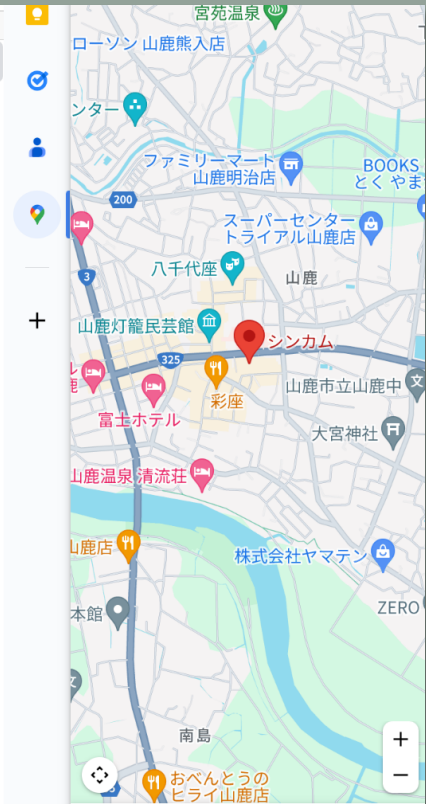 宮苑温泉
ローソン 山鹿熊入店
ンター
ファミリーマート
山鹿明治店
BOOKS
とく やま
200
スーパーセンター
トライアル山鹿店
八千代座
山鹿
3
山鹿灯籠民芸館
シンカム
325
鹿
山鹿市立山鹿中
文
彩座
富士ホテル
大宮神社
山鹿温泉 清流荘
山鹿店
株式会社ヤマテン
ZERO
本館
文
南島
おべんとうの
ヒライ山鹿店